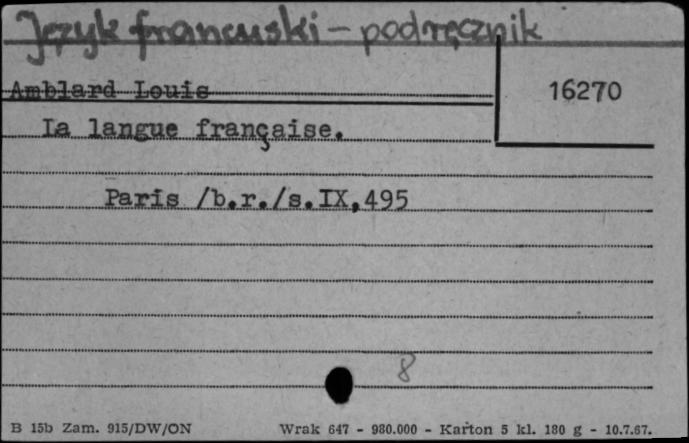 Język francuski - podręcznik
Amblard Louis
16270
La langue française.
Paris /b.r./s.IX,495
8
B 15b Zam. 915/DW/ON Wrak 647 - 980.000 - Karton 5 kl. 180 g - 10.7.67.